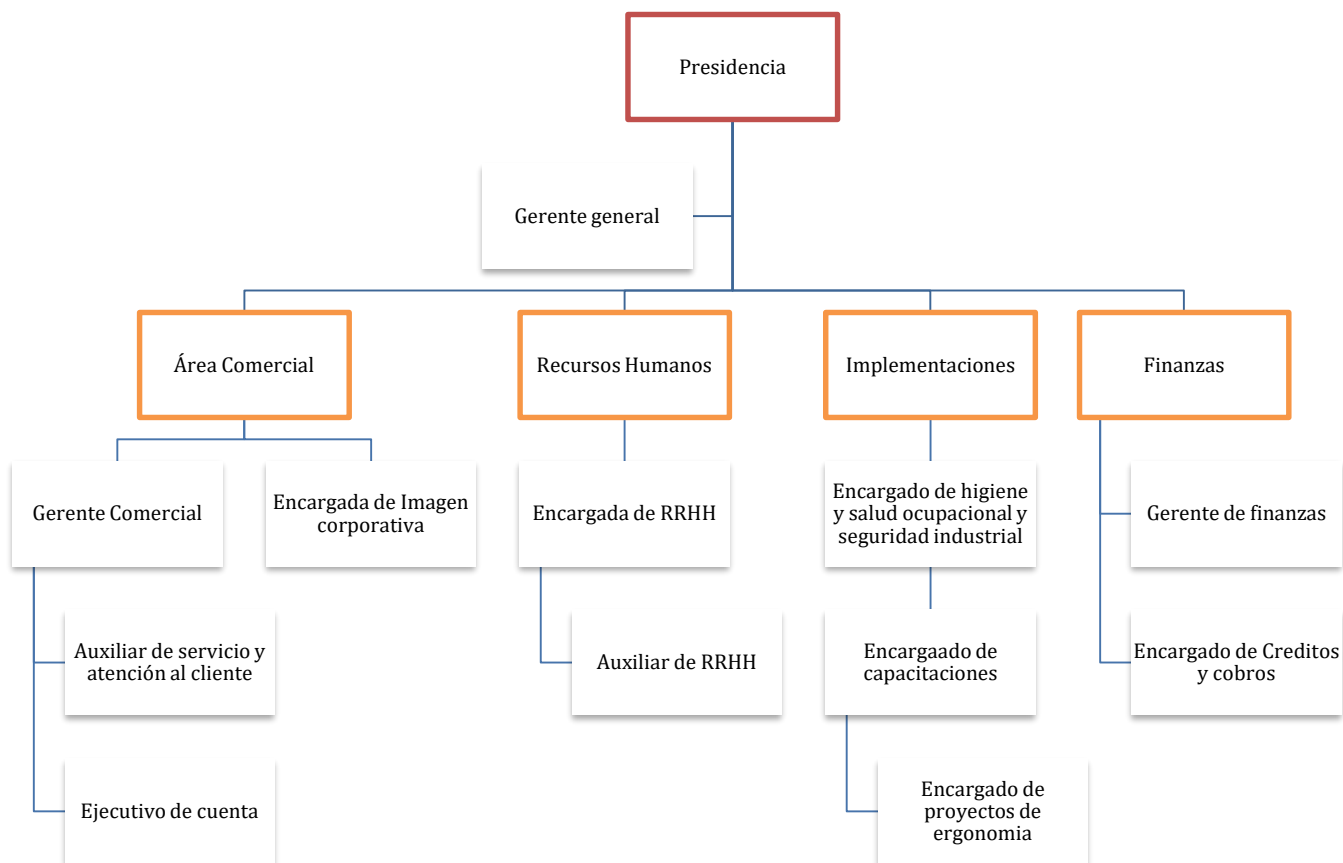 Presidencia
Gerente general
Área Comercial
Recursos Humanos
Implementaciones
Finanzas
Gerente Comercial
Encargada de Imagen
corporativa
Encargada de RRHH
Encargado de higiene
y salud ocupacional y
seguridad industrial
Gerente de finanzas
Auxiliar de servicio y
atención al cliente
Auxiliar de RRHH
Encargaado de
capacitaciones
Encargado de Creditos
y cobros
Ejecutivo de cuenta
Encargado de
proyectos de
ergonomia